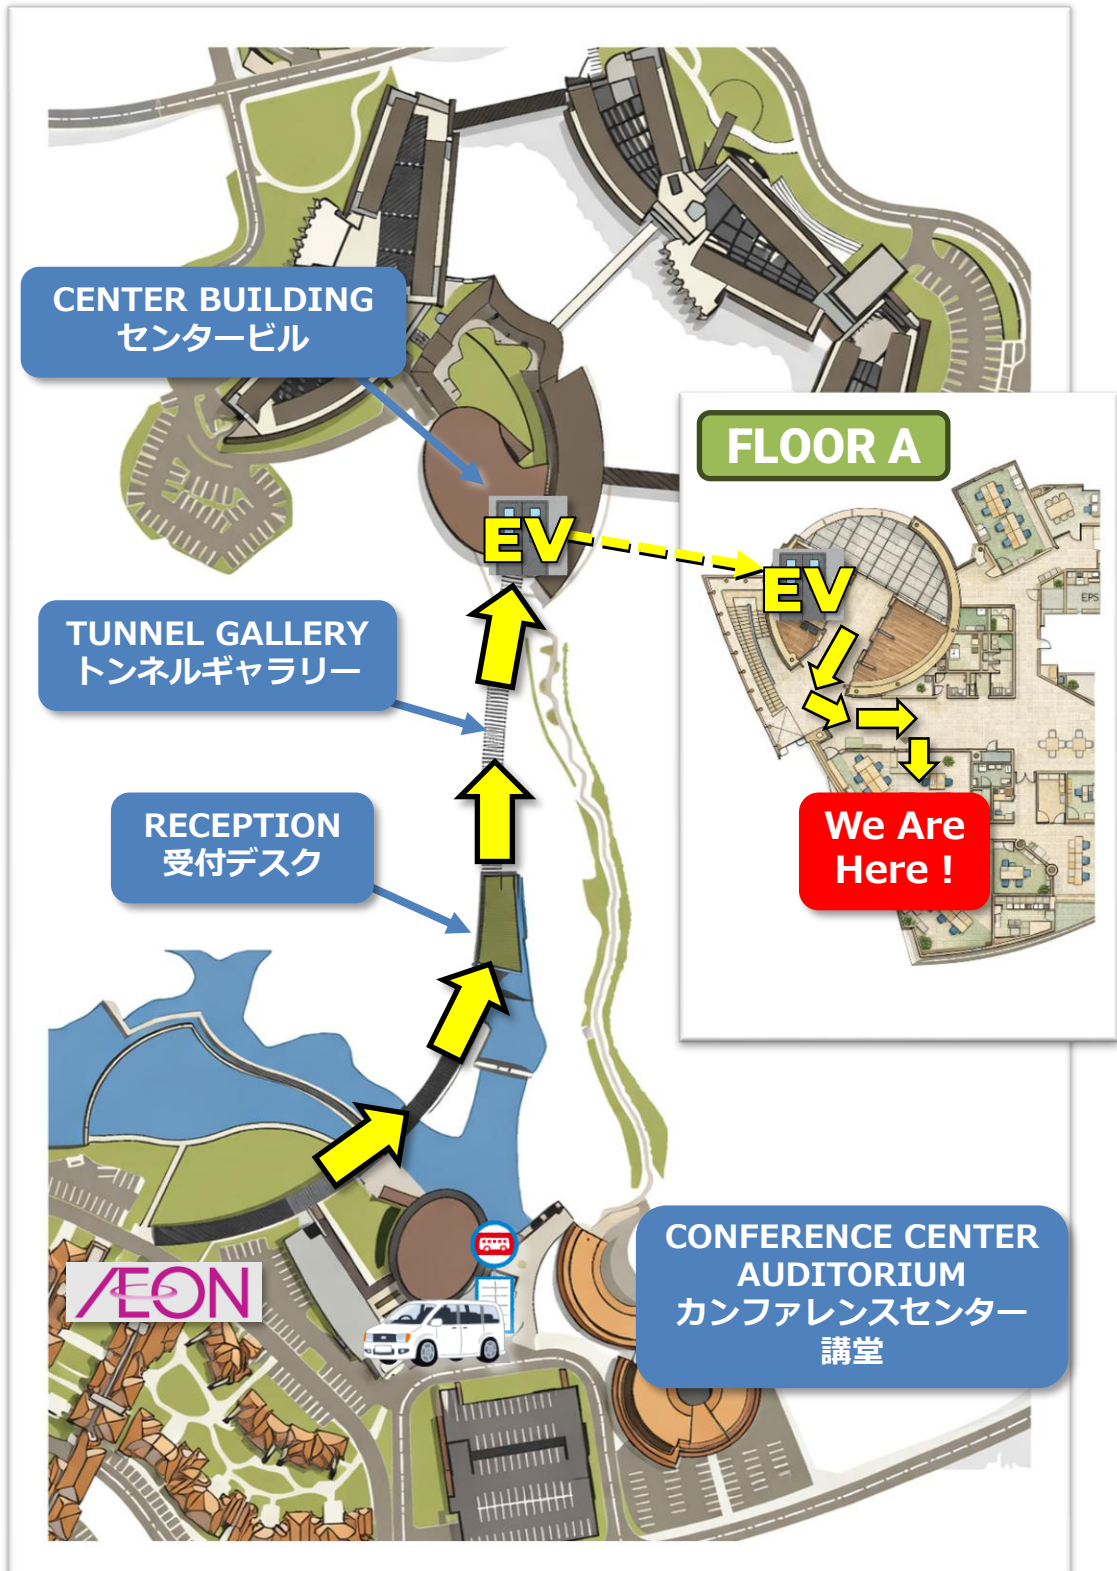 CENTER BUILDING
センタービル
FLOOR A
EV
EV
EPS
TUNNEL GALLERY
トンネルギャラリー
RECEPTION
受付デスク
We Are
Here !
CONFERENCE CENTER
AUDITORIUM
カンファレンスセンター
講堂
ÆON